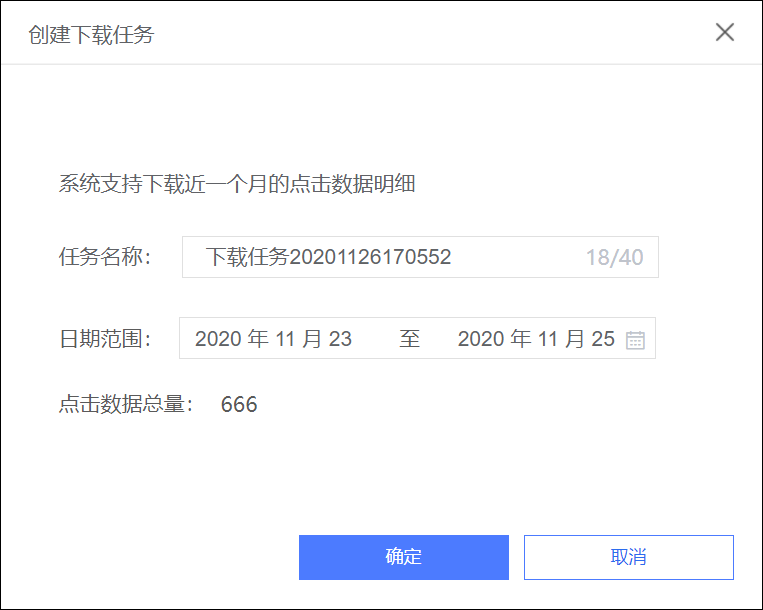 创建下载任务
系统支持下载近一个月的点击数据明细
任务名称： 下载任务20201126170552 18/40
日期范围： 2020 年 11 月 23 至 2020 年 11 月 25
点击数据总量： 666
确定 取消